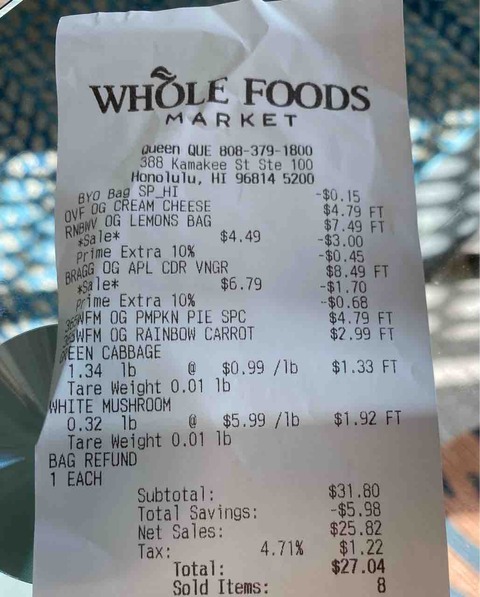 WHOLE FOODS
MARKET
Queen QUE 808-379-1800
388 Kamakee St Ste 100
Honolulu, HI 96814 5200
BYO Bag SP_HI -$0.15
OVF OG CREAM CHEESE $4.79 FT
RNBWV OG LEMONS BAG $7.49 FT
*Sale* $4.49 -$3.00
Prime Extra 10% -$0.45
BRAGG OG APL CDR VNGR $8.49 FT
*Sale* $6.79 -$1.70
Prime Extra 10% -$0.68
365WFM OG PMPKN PIE SPC $4.79 FT
365WFM OG RAINBOW CARROT $2.99 FT
EEN CABBAGE
1.34 lb @ $0.99 /lb $1.33 FT
Tare Weight 0.01 lb
WHITE MUSHROOM
0.32 lb @ $5.99 /lb $1.92 FT
Tare Weight 0.01 lb
BAG REFUND
1 EACH
Subtotal: $31.80
Total Savings: -$5.98
Net Sales: $25.82
Tax: 4.71% $1.22
Total: $27.04
Sold Items: 8